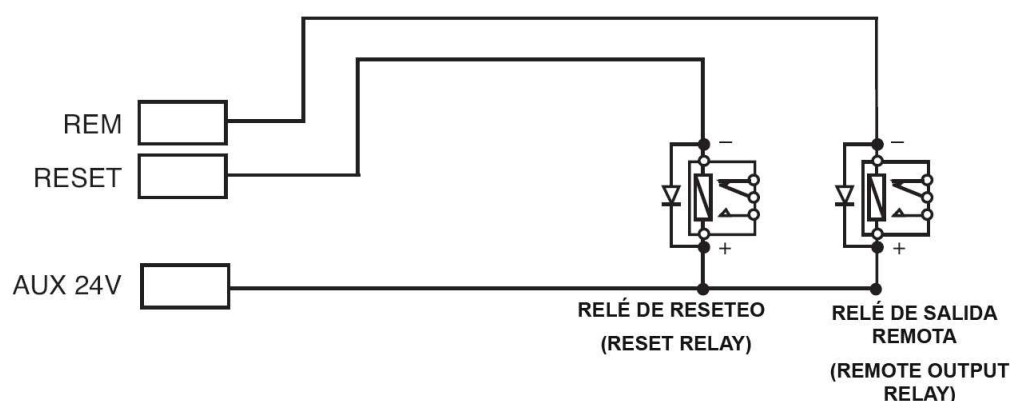 REM
RESET
AUX 24V
−
+
−
+
RELÉ DE RESETEO
(RESET RELAY)
RELÉ DE SALIDA
REMOTA
(REMOTE OUTPUT
RELAY)